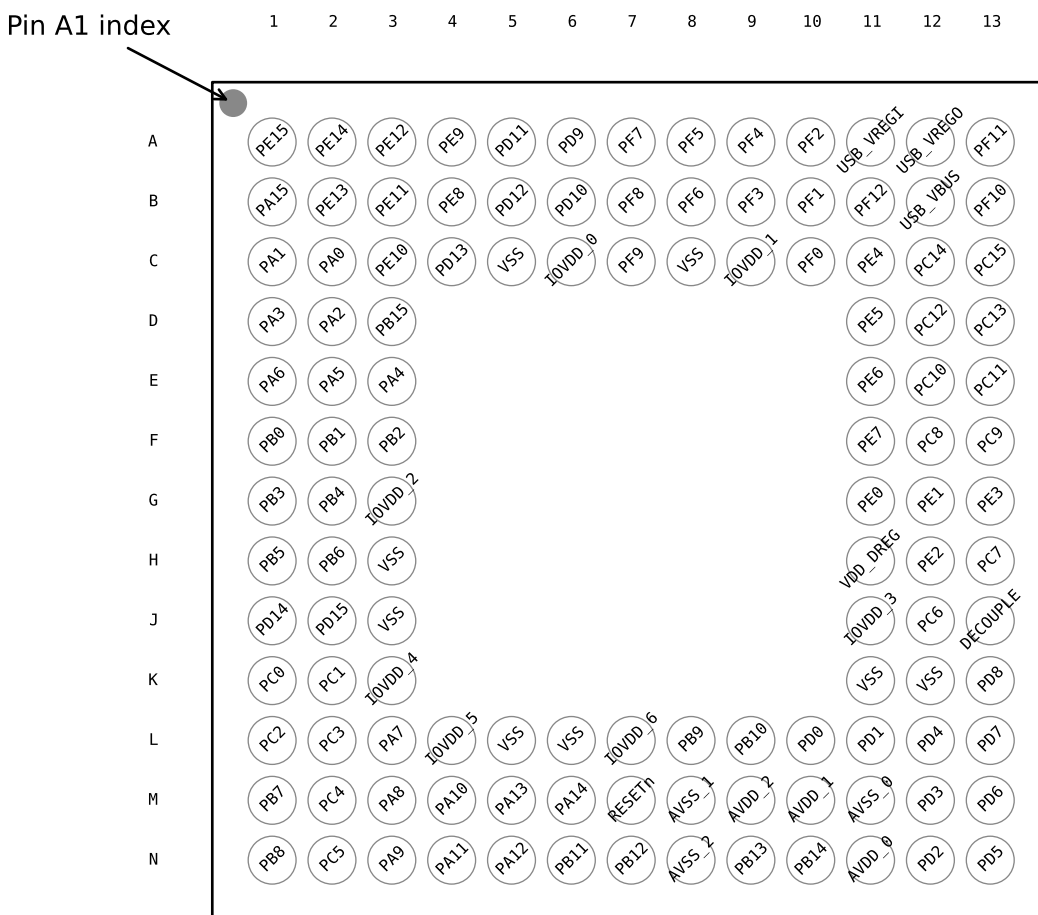 1 2 3 4 5 6 7 8 9 10 11 12 13
Pin A1 index
A PE15 PE14 PE12 PE9 PD11 PD9 PF7 PF5 PF4 PF2 USB_VREGI USB_VREGO PF11
B PA15 PE13 PE11 PE8 PD12 PD10 PF8 PF6 PF3 PF1 PF12 USB_VBUS PF10
C PA1 PA0 PE10 PD13 VSS IOVDD_0 PF9 VSS IOVDD_1 PF0 PE4 PC14 PC15
D PA3 PA2 PB15 PE5 PC12 PC13
E PA6 PA5 PA4 PE6 PC10 PC11
F PB0 PB1 PB2 PE7 PC8 PC9
G PB3 PB4 IOVDD_2 PE0 PE1 PE3
H PB5 PB6 VSS VDD_DREG PE2 PC7
J PD14 PD15 VSS IOVDD_3 PC6 DECOUPLE
K PC0 PC1 IOVDD_4 VSS VSS PD8
L PC2 PC3 PA7 IOVDD_5 VSS VSS IOVDD_6 PB9 PB10 PD0 PD1 PD4 PD7
M PB7 PC4 PA8 PA10 PA13 PA14 RESETn AVSS_1 AVDD_2 AVDD_1 AVSS_0 PD3 PD6
N PB8 PC5 PA9 PA11 PA12 PB11 PB12 AVSS_2 PB13 PB14 AVDD_0 PD2 PD5